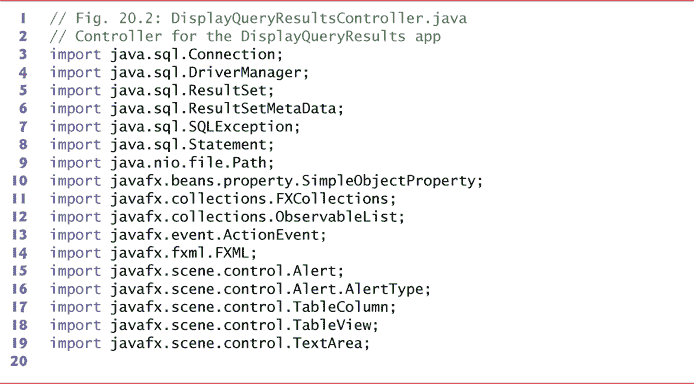 1 // Fig. 20.2: DisplayQueryResultsController.java
2 // Controller for the DisplayQueryResults app
3 import java.sql.Connection;
4 import java.sql.DriverManager;
5 import java.sql.ResultSet;
6 import java.sql.ResultSetMetaData;
7 import java.sql.SQLException;
8 import java.sql.Statement;
9 import java.nio.file.Path;
10 import javafx.beans.property.SimpleObjectProperty;
11 import javafx.collections.FXCollections;
12 import javafx.collections.ObservableList;
13 import javafx.event.ActionEvent;
14 import javafx.fxml.FXML;
15 import javafx.scene.control.Alert;
16 import javafx.scene.control.Alert.AlertType;
17 import javafx.scene.control.TableColumn;
18 import javafx.scene.control.TableView;
19 import javafx.scene.control.TextArea;
20